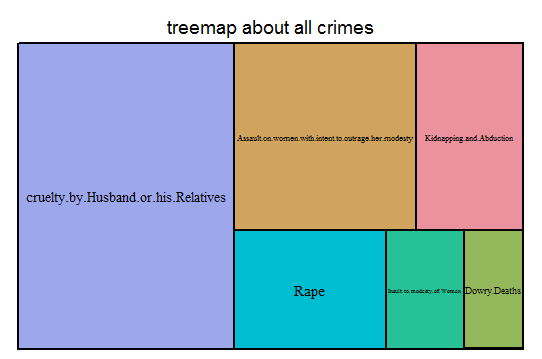 treemap about all crimes
Assault.on.women.with.intent.to.outrage.her.modesty
Kidnapping.and.Abduction
cruelty.by.Husband.or.his.Relatives
Rape
Insult.to.modesty.of.Women
Dowry.Deaths